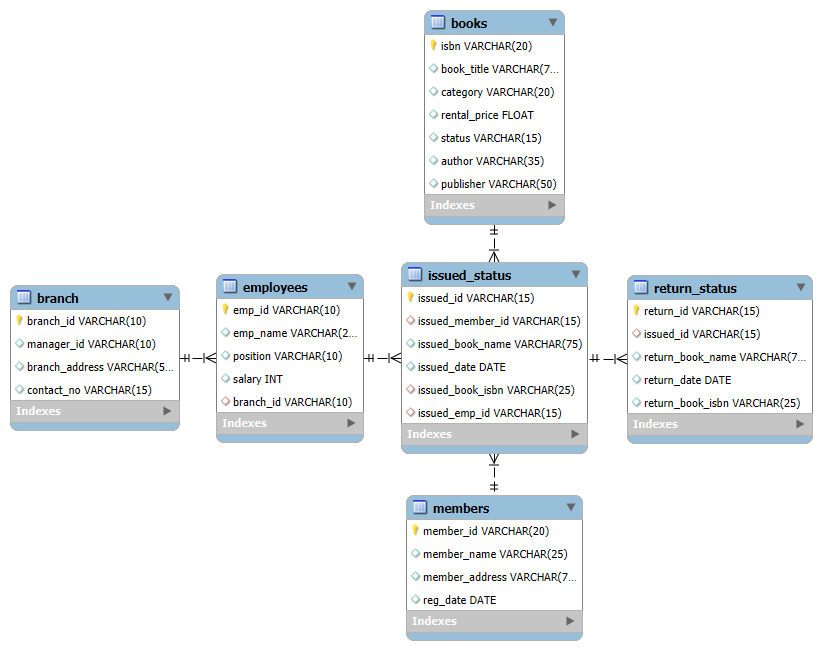 books
isbn VARCHAR(20)
book_title VARCHAR(7...
category VARCHAR(20)
rental_price FLOAT
status VARCHAR(15)
author VARCHAR(35)
publisher VARCHAR(50)
Indexes
branch
branch_id VARCHAR(10)
manager_id VARCHAR(10)
branch_address VARCHAR(5...
contact_no VARCHAR(15)
Indexes
employees
emp_id VARCHAR(10)
emp_name VARCHAR(2...
position VARCHAR(10)
salary INT
branch_id VARCHAR(10)
Indexes
issued_status
issued_id VARCHAR(15)
issued_member_id VARCHAR(15)
issued_book_name VARCHAR(75)
issued_date DATE
issued_book_isbn VARCHAR(25)
issued_emp_id VARCHAR(15)
Indexes
return_status
return_id VARCHAR(15)
issued_id VARCHAR(15)
return_book_name VARCHAR(7...
return_date DATE
return_book_isbn VARCHAR(25)
Indexes
members
member_id VARCHAR(20)
member_name VARCHAR(25)
member_address VARCHAR(7...
reg_date DATE
Indexes